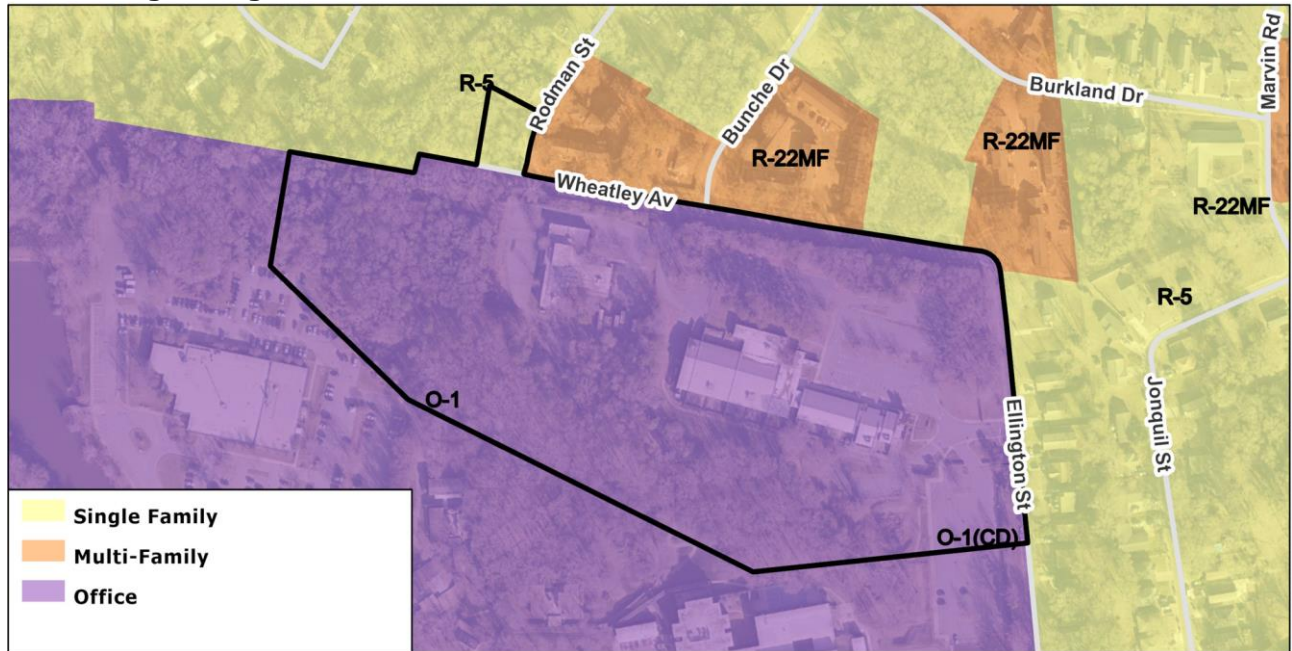 Marvin Rd
Rodman St
R-5
Bunche Dr
Burkland Dr
R-22MF
R-22MF
Wheatley Av
R-22MF
R-5
O-1
Ellington St
Jonquil St
O-1(CD)
Single Family
Multi-Family
Office